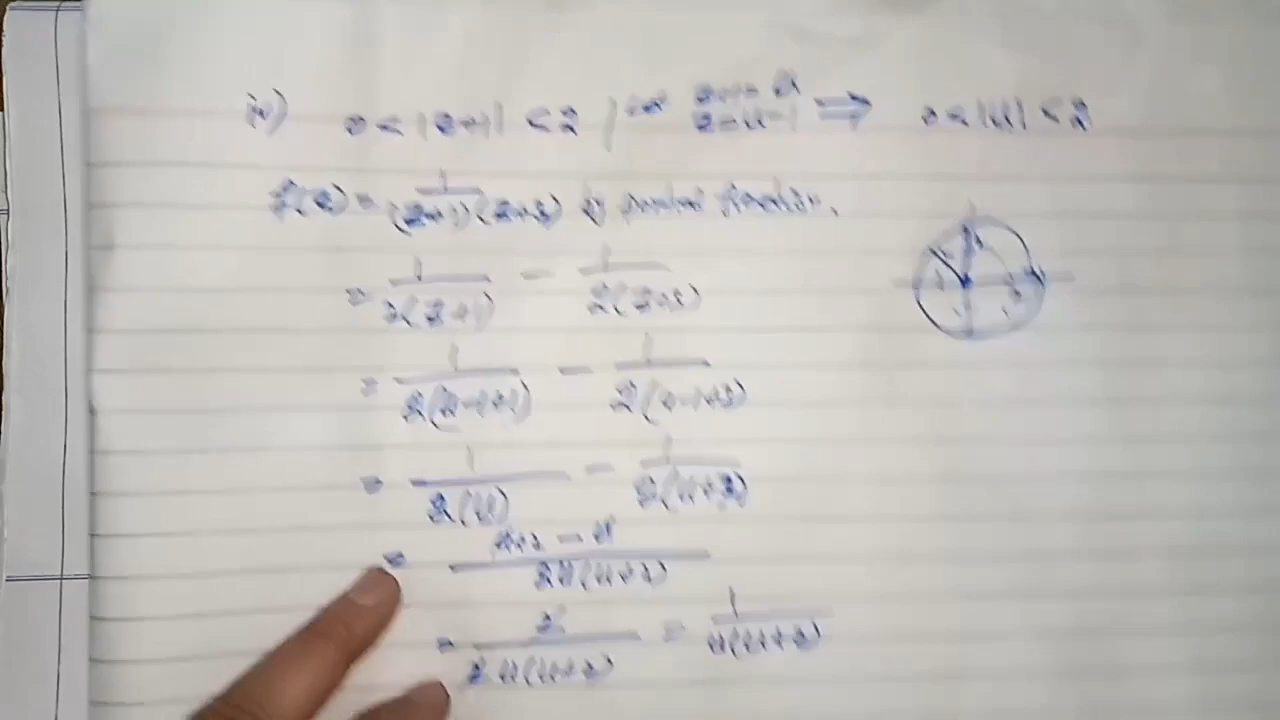 iv) 0 < |z+1| < 2 | let z+1 = u z = u-1 ⇒ 0 < |u| < 2
f(z) = 1/((z+1)(z+3)) by partial fraction.
= 1/(2(z+1)) - 1/(2(z+3))
= 1/(2(u-1+1)) - 1/(2(u-1+3))
= 1/(2(u)) - 1/(2(u+2))
= (u+2 - u)/(2u(u+2))
= 2/(2u(u+2)) = 1/(u(u+2))